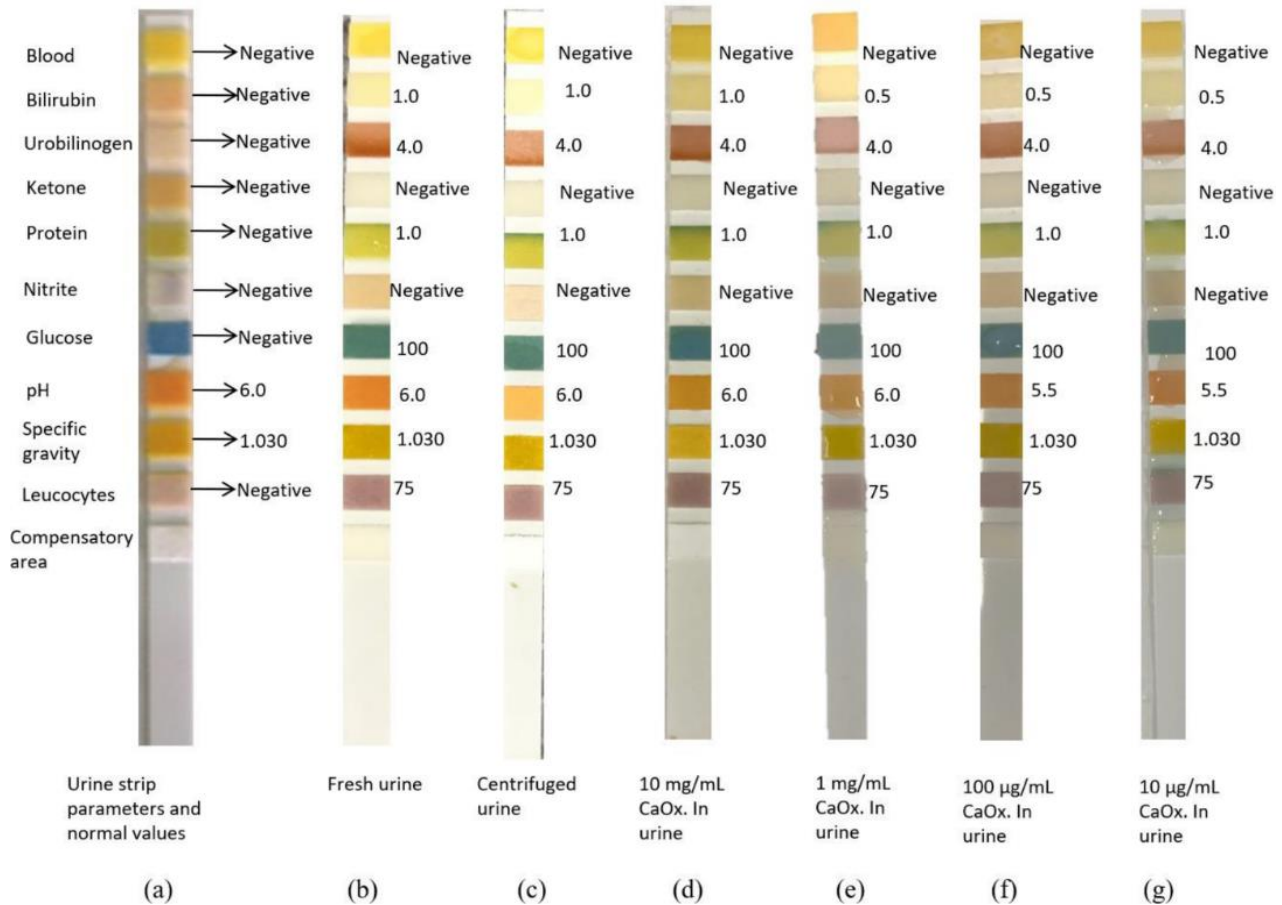 Blood Negative Negative Negative Negative Negative Negative Negative
Bilirubin Negative 1.0 1.0 1.0 0.5 0.5 0.5
Urobilinogen Negative 4.0 4.0 4.0 4.0 4.0 4.0
Ketone Negative Negative Negative Negative Negative Negative Negative
Protein Negative 1.0 1.0 1.0 1.0 1.0 1.0
Nitrite Negative Negative Negative Negative Negative Negative Negative
Glucose Negative 100 100 100 100 100 100
pH 6.0 6.0 6.0 6.0 6.0 5.5 5.5
Specific
gravity 1.030 1.030 1.030 1.030 1.030 1.030 1.030
Leucocytes Negative 75 75 75 75 75 75
Compensatory
area
Urine strip
parameters and
normal values
Fresh urine
Centrifuged
urine
10 mg/mL
CaOx. In
urine
1 mg/mL
CaOx. In
urine
100 µg/mL
CaOx. In
urine
10 µg/mL
CaOx. In
urine
(a) (b) (c) (d) (e) (f) (g)